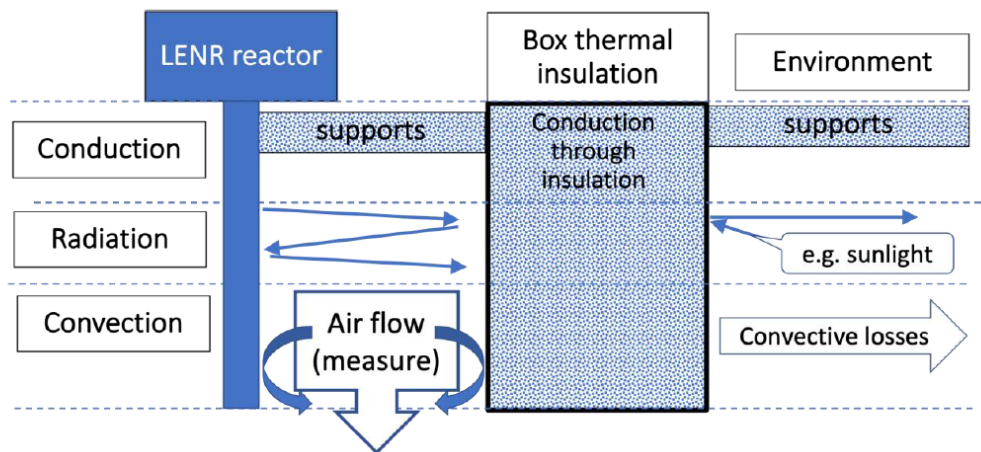 LENR reactor
Box thermal
insulation
Environment
Conduction
supports
Conduction
through
insulation
supports
Radiation
e.g. sunlight
Convection
Air flow
(measure)
Convective losses